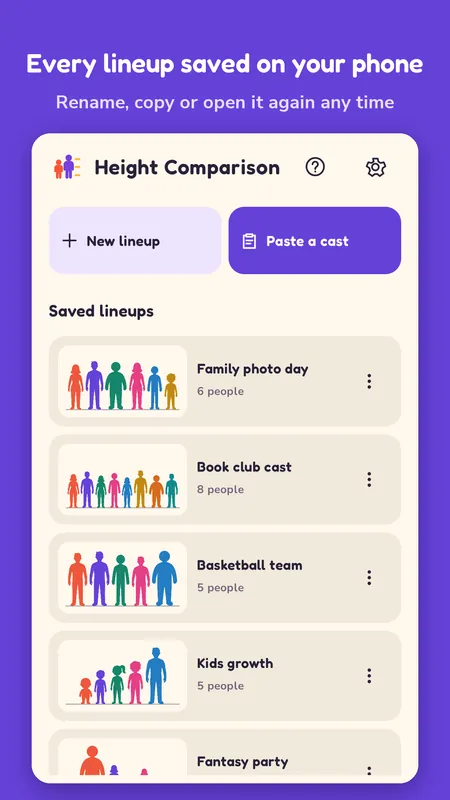 Every lineup saved on your phone
Rename, copy or open it again any time
Height Comparison
New lineup
Paste a cast
Saved lineups
Family photo day
6 people
Book club cast
8 people
Basketball team
5 people
Kids growth
5 people
Fantasy party